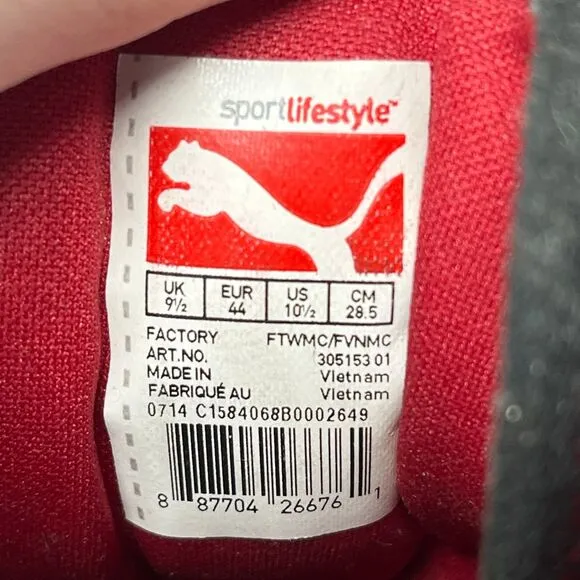 sportlifestyle™
UK EUR US CM
9½ 44 10½ 28.5
FACTORY FTWMC/FVNMC
ART.NO. 305153 01
MADE IN Vietnam
FABRIQUÉ AU Vietnam
0714 C1584068B0002649
8 87704 26676 1